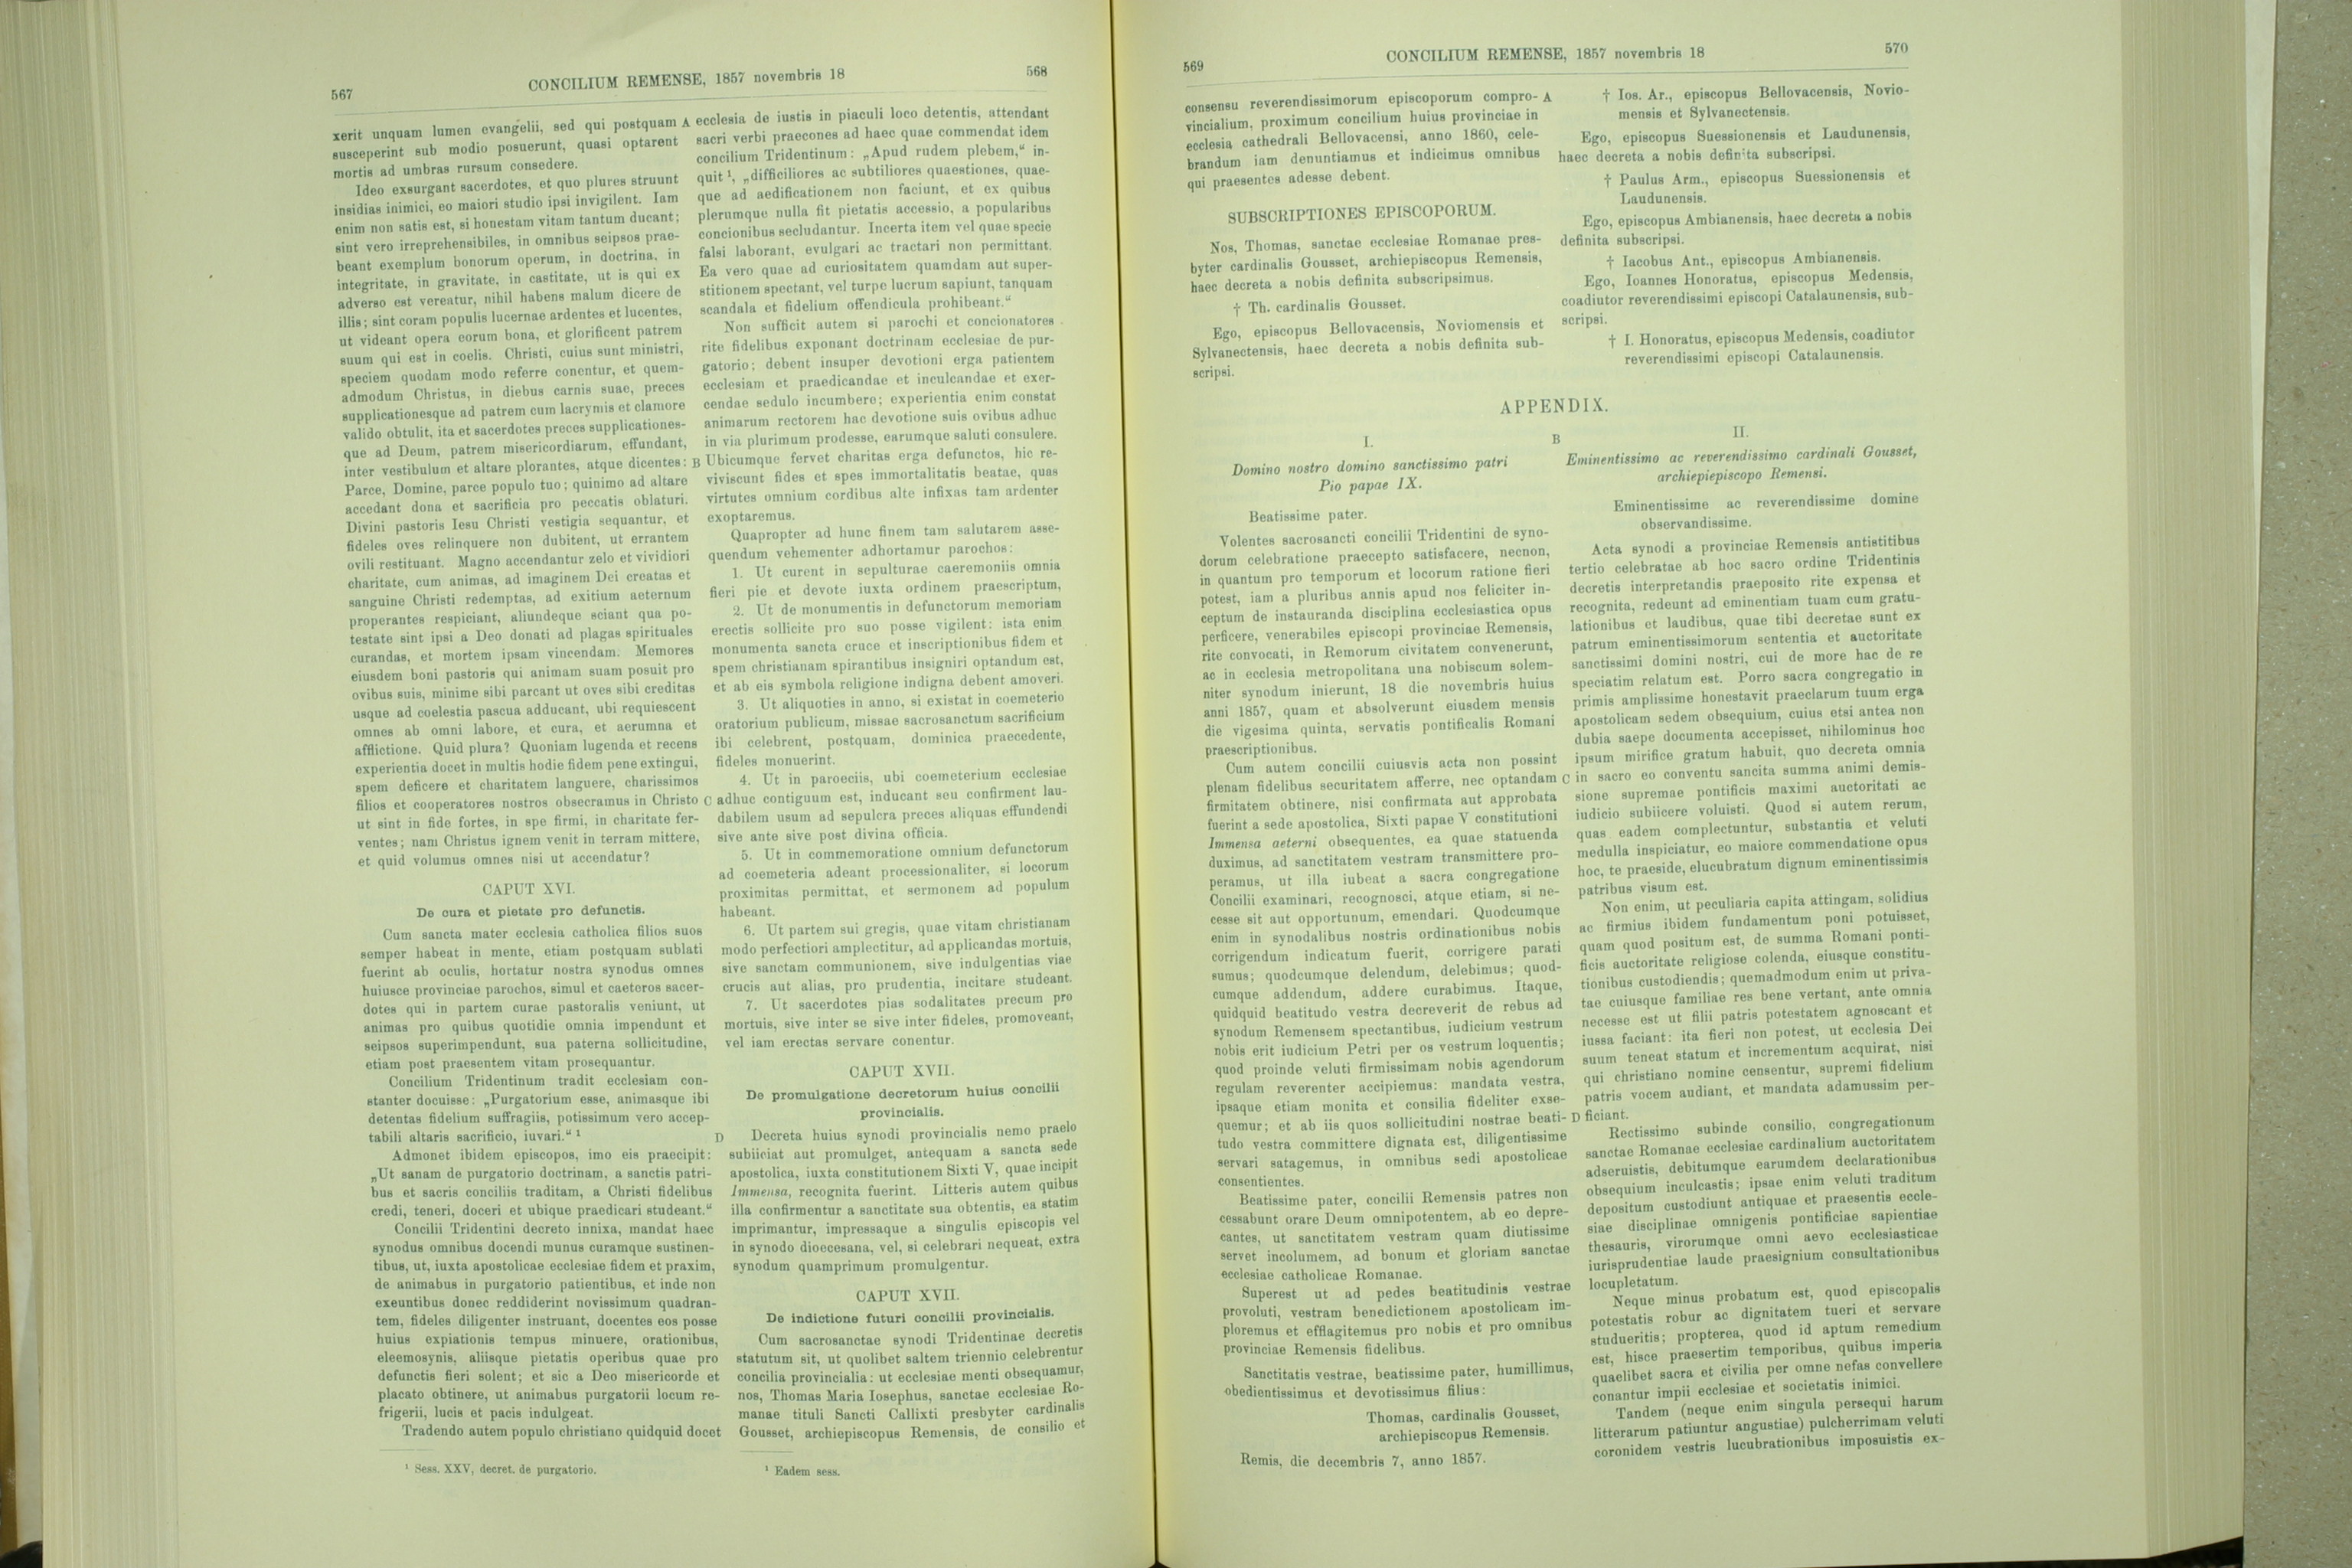 567
CONCILIUM REMENSE, 1857 novembris 18
568
xerit unquam lumen evangelii, sed qui postquam
susceperint sub modio posuerunt, quasi optarent
mortis ad umbras rursum consedere.
Ideo exsurgant sacerdotes, et quo plures struunt
insidias inimici, eo maiori studio ipsi invigilent. Iam
enim non satis est, si honestam vitam tantum ducant;
sint vero irreprehensibiles, in omnibus seipsos prae-
beant exemplum bonorum operum, in doctrina, in
integritate, in gravitate, in castitate, ut is qui ex
adverso est vereatur, nihil habens malum dicere de
illis; sint coram populis lucernae ardentes et lucentes,
ut videant opera eorum bona, et glorificent patrem
suum qui est in coelis. Christi, cuius sunt ministri,
speciem quodam modo referre conentur, et quem-
admodum Christus, in diebus carnis suae, preces
supplicationesque ad patrem cum lacrymis et clamore
valido obtulit, ita et sacerdotes preces supplicationes-
que ad Deum, patrem misericordiarum, effundant,
inter vestibulum et altare plorantes, atque dicentes:
Parce, Domine, parce populo tuo; quinimo ad altare
accedant dona et sacrificia pro peccatis oblaturi.
Divini pastoris Iesu Christi vestigia sequantur, et
fideles oves relinquere non dubitent, ut errantem
ovili restituant. Magno accendantur zelo et vividiori
charitate, cum animas, ad imaginem Dei creatas et
sanguine Christi redemptas, ad exitium aeternum
properantes respiciant, aliundeque sciant qua po-
testate sint ipsi a Deo donati ad plagas spirituales
curandas, et mortem ipsam vincendam. Memores
eiusdem boni pastoris qui animam suam posuit pro
ovibus suis, minime sibi parcant ut oves sibi creditas
usque ad coelestia pascua adducant, ubi requiescent
omnes ab omni labore, et cura, et aerumna et
afflictione. Quid plura? Quoniam lugenda et recens
experientia docet in multis hodie fidem pene extingui,
spem deficere et charitatem languere, charissimos
filios et cooperatores nostros obsecramus in Christo
ut sint in fide fortes, in spe firmi, in charitate fer-
ventes; nam Christus ignem venit in terram mittere,
et quid volumus omnes nisi ut accendatur?
CAPUT XVI.
De cura et pietate pro defunctis.
Cum sancta mater ecclesia catholica filios suos
semper habeat in mente, etiam postquam sublati
fuerint ab oculis, hortatur nostra synodus omnes
huiusce provinciae parochos, simul et caeteros sacer-
dotes qui in partem curae pastoralis veniunt, ut
animas pro quibus quotidie omnia impendunt et
seipsos superimpendunt, sua paterna sollicitudine,
etiam post praesentem vitam prosequantur.
Concilium Tridentinum tradit ecclesiam con-
stanter docuisse: „Purgatorium esse, animasque ibi
detentas fidelium suffragiis, potissimum vero accep-
tabili altaris sacrificio, iuvari.“ ¹
Admonet ibidem episcopos, imo eis praecipit:
„Ut sanam de purgatorio doctrinam, a sanctis patri-
bus et sacris conciliis traditam, a Christi fidelibus
credi, teneri, doceri et ubique praedicari studeant.“
Concilii Tridentini decreto innixa, mandat haec
synodus omnibus docendi munus curamque sustinen-
tibus, ut, iuxta apostolicae ecclesiae fidem et praxim,
de animabus in purgatorio patientibus, et inde non
exeuntibus donec reddiderint novissimum quadran-
tem, fideles diligenter instruant, docentes eos posse
huius expiationis tempus minuere, orationibus,
eleemosynis, aliisque pietatis operibus quae pro
defunctis fieri solent; et sic a Deo misericorde et
placato obtinere, ut animabus purgatorii locum re-
frigerii, lucis et pacis indulgeat.
Tradendo autem populo christiano quidquid docet
¹ Sess. XXV, decret. de purgatorio.
A
B
C
D
ecclesia de iustis in piaculi loco detentis, attendant
sacri verbi praecones ad haec quae commendat idem
concilium Tridentinum: „Apud rudem plebem,“ in-
quit ¹, „difficiliores ac subtiliores quaestiones, quae-
que ad aedificationem non faciunt, et ex quibus
plerumque nulla fit pietatis accessio, a popularibus
concionibus secludantur. Incerta item vel quae specie
falsi laborant, evulgari ac tractari non permittant.
Ea vero quae ad curiositatem quamdam aut super-
stitionem spectant, vel turpe lucrum sapiunt, tanquam
scandala et fidelium offendicula prohibeant.“
Non sufficit autem si parochi et concionatores
rite fidelibus exponant doctrinam ecclesiae de pur-
gatorio; debent insuper devotioni erga patientem
ecclesiam et praedicandae et inculcandae et exer-
cendae sedulo incumbere; experientia enim constat
animarum rectorem hac devotione suis ovibus adhuc
in via plurimum prodesse, earumque saluti consulere.
Ubicumque fervet charitas erga defunctos, hic re-
viviscunt fides et spes immortalitatis beatae, quas
virtutes omnium cordibus alte infixas tam ardenter
exoptaremus.
Quapropter ad hunc finem tam salutarem asse-
quendum vehementer adhortamur parochos:
1. Ut curent in sepulturae caeremoniis omnia
fieri pie et devote iuxta ordinem praescriptum,
2. Ut de monumentis in defunctorum memoriam
erectis sollicite pro suo posse vigilent: ista enim
monumenta sancta cruce et inscriptionibus fidem et
spem christianam spirantibus insigniri optandum est,
et ab eis symbola religione indigna debent amoveri.
3. Ut aliquoties in anno, si existat in coemeterio
oratorium publicum, missae sacrosanctum sacrificium
ibi celebrent, postquam, dominica praecedente,
fideles monuerint.
4. Ut in paroeciis, ubi coemeterium ecclesiae
adhuc contiguum est, inducant seu confirment lau-
dabilem usum ad sepulcra preces aliquas effundendi
sive ante sive post divina officia.
5. Ut in commemoratione omnium defunctorum
ad coemeteria adeant processionaliter, si locorum
proximitas permittat, et sermonem ad populum
habeant.
6. Ut partem sui gregis, quae vitam christianam
modo perfectiori amplectitur, ad applicandas mortuis,
sive sanctam communionem, sive indulgentias viae
crucis aut alias, pro prudentia, incitare studeant.
7. Ut sacerdotes pias sodalitates precum pro
mortuis, sive inter se sive inter fideles, promoveant,
vel iam erectas servare conentur.
CAPUT XVII.
De promulgatione decretorum huius concilii
provincialis.
Decreta huius synodi provincialis nemo praelo
subiiciat aut promulget, antequam a sancta sede
apostolica, iuxta constitutionem Sixti V, quae incipit
Immensa, recognita fuerint. Litteris autem quibus
illa confirmentur a sanctitate sua obtentis, ea statim
imprimantur, impressaque a singulis episcopis vel
in synodo dioecesana, vel, si celebrari nequeat, extra
synodum quamprimum promulgentur.
CAPUT XVII.
De indictione futuri concilii provincialis.
Cum sacrosanctae synodi Tridentinae decretis
statutum sit, ut quolibet saltem triennio celebrentur
concilia provincialia: ut ecclesiae menti obsequamur,
nos, Thomas Maria Iosephus, sanctae ecclesiae Ro-
manae tituli Sancti Callixti presbyter cardinalis
Gousset, archiepiscopus Remensis, de consilio et
¹ Eadem sess.
569
CONCILIUM REMENSE, 1857 novembris 18
570
consensu reverendissimorum episcoporum compro-
vincialium, proximum concilium huius provinciae in
ecclesia cathedrali Bellovacensi, anno 1860, cele-
brandum iam denuntiamus et indicimus omnibus
qui praesentes adesse debent.
SUBSCRIPTIONES EPISCOPORUM.
Nos, Thomas, sanctae ecclesiae Romanae pres-
byter cardinalis Gousset, archiepiscopus Remensis,
haec decreta a nobis definita subscripsimus.
† Th. cardinalis Gousset.
Ego, episcopus Bellovacensis, Noviomensis et
Sylvanectensis, haec decreta a nobis definita sub-
scripsi.
A
† Ios. Ar., episcopus Bellovacensis, Novio-
mensis et Sylvanectensis.
Ego, episcopus Suessionensis et Laudunensis,
haec decreta a nobis definita subscripsi.
† Paulus Arm., episcopus Suessionensis et
Laudunensis.
Ego, episcopus Ambianensis, haec decreta a nobis
definita subscripsi.
† Iacobus Ant., episcopus Ambianensis.
Ego, Ioannes Honoratus, episcopus Medensis,
coadiutor reverendissimi episcopi Catalaunensis, sub-
scripsi.
† I. Honoratus, episcopus Medensis, coadiutor
reverendissimi episcopi Catalaunensis.
APPENDIX.
I.
Domino nostro domino sanctissimo patri
Pio papae IX.
Beatissime pater.
Volentes sacrosancti concilii Tridentini de syno-
dorum celebratione praecepto satisfacere, necnon,
in quantum pro temporum et locorum ratione fieri
potest, iam a pluribus annis apud nos feliciter in-
ceptum de instauranda disciplina ecclesiastica opus
perficere, venerabiles episcopi provinciae Remensis,
rite convocati, in Remorum civitatem convenerunt,
ac in ecclesia metropolitana una nobiscum solem-
niter synodum inierunt, 18 die novembris huius
anni 1857, quam et absolverunt eiusdem mensis
die vigesima quinta, servatis pontificalis Romani
praescriptionibus.
Cum autem concilii cuiusvis acta non possint
plenam fidelibus securitatem afferre, nec optandam
firmitatem obtinere, nisi confirmata aut approbata
fuerint a sede apostolica, Sixti papae V constitutioni
Immensa aeterni obsequentes, ea quae statuenda
duximus, ad sanctitatem vestram transmittere pro-
peramus, ut illa iubeat a sacra congregatione
Concilii examinari, recognosci, atque etiam, si ne-
cesse sit aut opportunum, emendari. Quodcumque
enim in synodalibus nostris ordinationibus nobis
corrigendum indicatum fuerit, corrigere parati
sumus; quodcumque delendum, delebimus; quod-
cumque addendum, addere curabimus. Itaque,
quidquid beatitudo vestra decreverit de rebus ad
synodum Remensem spectantibus, iudicium vestrum
nobis erit iudicium Petri per os vestrum loquentis;
quod proinde veluti firmissimam nobis agendorum
regulam reverenter accipiemus: mandata vestra,
ipsaque etiam monita et consilia fideliter exse-
quemur; et ab iis quos sollicitudini nostrae beati-
tudo vestra committere dignata est, diligentissime
servari satagemus, in omnibus sedi apostolicae
consentientes.
Beatissime pater, concilii Remensis patres non
cessabunt orare Deum omnipotentem, ab eo depre-
cantes, ut sanctitatem vestram quam diutissime
servet incolumem, ad bonum et gloriam sanctae
ecclesiae catholicae Romanae.
Superest ut ad pedes beatitudinis vestrae
provoluti, vestram benedictionem apostolicam im-
ploremus et efflagitemus pro nobis et pro omnibus
provinciae Remensis fidelibus.
Sanctitatis vestrae, beatissime pater, humillimus,
obedientissimus et devotissimus filius:
Thomas, cardinalis Gousset,
archiepiscopus Remensis.
Remis, die decembris 7, anno 1857.
B
C
D
II.
Eminentissimo ac reverendissimo cardinali Gousset,
archiepiepiscopo Remensi.
Eminentissime ac reverendissime domine
observandissime.
Acta synodi a provinciae Remensis antistitibus
tertio celebratae ab hoc sacro ordine Tridentinis
decretis interpretandis praeposito rite expensa et
recognita, redeunt ad eminentiam tuam cum gratu-
lationibus et laudibus, quae tibi decretae sunt ex
patrum eminentissimorum sententia et auctoritate
sanctissimi domini nostri, cui de more hac de re
speciatim relatum est. Porro sacra congregatio in
primis amplissime honestavit praeclarum tuum erga
apostolicam sedem obsequium, cuius etsi antea non
dubia saepe documenta accepisset, nihilominus hoc
ipsum mirifice gratum habuit, quo decreta omnia
in sacro eo conventu sancita summa animi demis-
sione supremae pontificis maximi auctoritati ac
iudicio subiicere voluisti. Quod si autem rerum,
quas eadem complectuntur, substantia et veluti
medulla inspiciatur, eo maiore commendatione opus
hoc, te praeside, elucubratum dignum eminentissimis
patribus visum est.
Non enim, ut peculiaria capita attingam, solidius
ac firmius ibidem fundamentum poni potuisset,
quam quod positum est, de summa Romani ponti-
ficis auctoritate religiose colenda, eiusque constitu-
tionibus custodiendis; quemadmodum enim ut priva-
tae cuiusque familiae res bene vertant, ante omnia
necesse est ut filii patris potestatem agnoscant et
iussa faciant: ita fieri non potest, ut ecclesia Dei
suum teneat statum et incrementum acquirat, nisi
qui christiano nomine censentur, supremi fidelium
patris vocem audiant, et mandata adamussim per-
ficiant.
Rectissimo subinde consilio, congregationum
sanctae Romanae ecclesiae cardinalium auctoritatem
adseruistis, debitumque earumdem declarationibus
obsequium inculcastis; ipsae enim veluti traditum
depositum custodiunt antiquae et praesentis eccle-
siae disciplinae omnigenis pontificiae sapientiae
thesauris, virorumque omni aevo ecclesiasticae
iurisprudentiae laude praesignium consultationibus
locupletatum.
Neque minus probatum est, quod episcopalis
potestatis robur ac dignitatem tueri et servare
studueritis; propterea, quod id aptum remedium
est, hisce praesertim temporibus, quibus imperia
quaelibet sacra et civilia per omne nefas convellere
conantur impii ecclesiae et societatis inimici.
Tandem (neque enim singula persequi harum
litterarum patiuntur angustiae) pulcherrimam veluti
coronidem vestris lucubrationibus imposuistis ex-